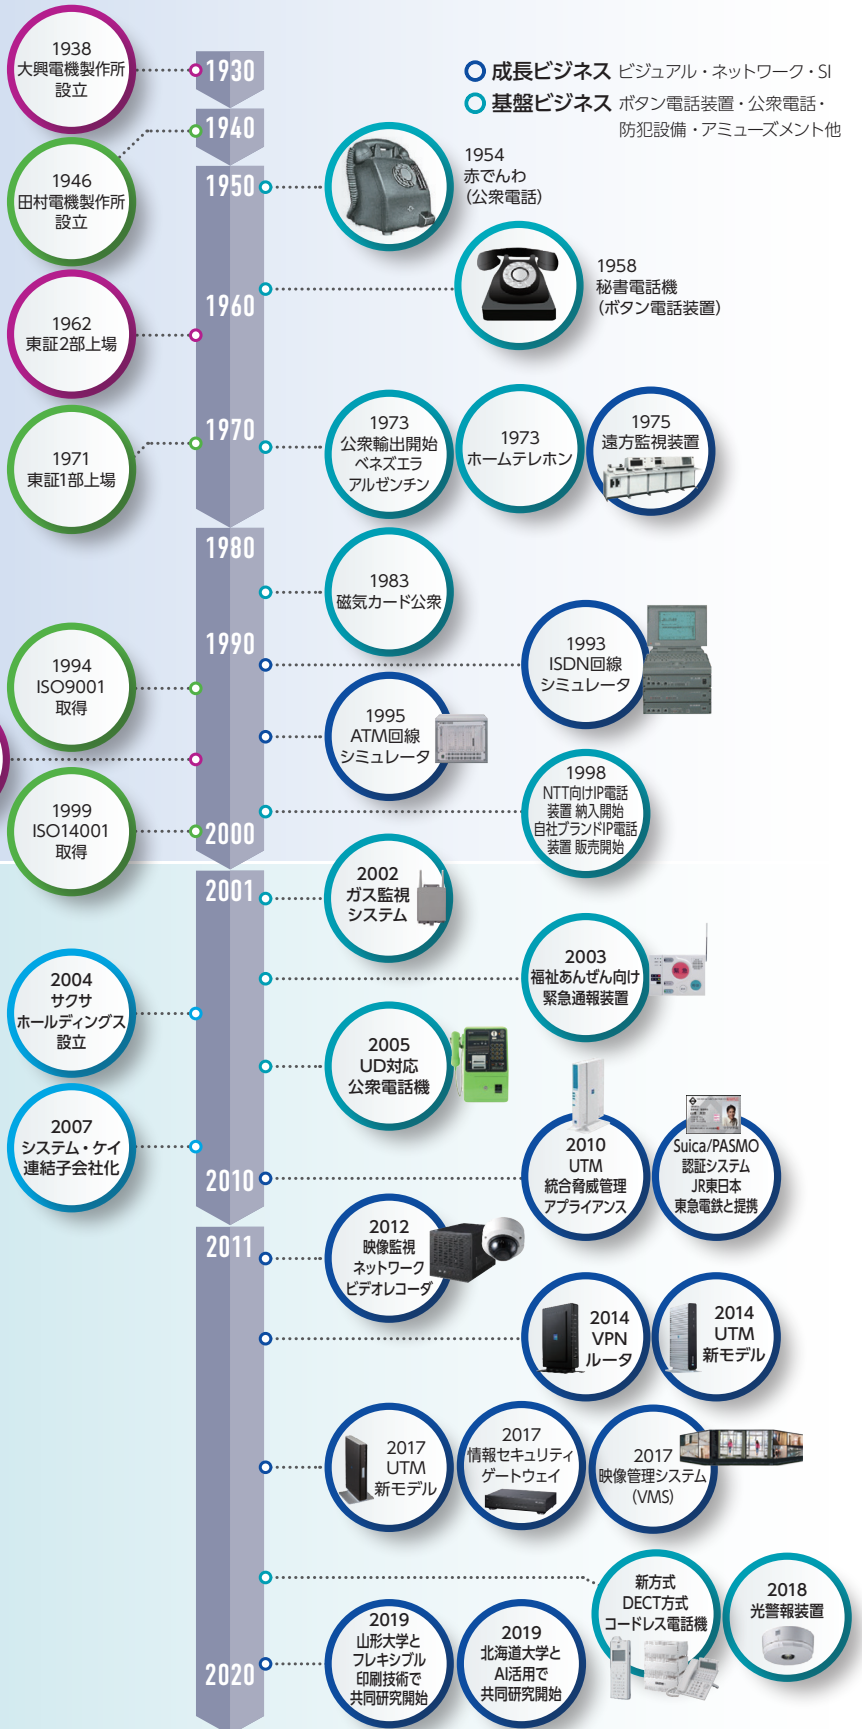 成長ビジネス ビジュアル・ネットワーク・SI
基盤ビジネス ボタン電話装置・公衆電話・
防犯設備・アミューズメント他
1938
大興電機製作所
設立
1930
1940
1946
田村電機製作所
設立
1950
1954
赤でんわ
(公衆電話)
1958
秘書電話機
(ボタン電話装置)
1960
1962
東証2部上場
1970
1971
東証1部上場
1973
公衆輸出開始
ベネズエラ
アルゼンチン
1973
ホームテレホン
1975
遠方監視装置
1980
1983
磁気カード公衆
1990
1993
ISDN回線
シミュレータ
1994
ISO9001
取得
1995
ATM回線
シミュレータ
1998
NTT向けIP電話
装置 納入開始
自社ブランドIP電話
装置 販売開始
1999
ISO14001
取得
2000
2001
2002
ガス監視
システム
2003
福祉あんぜん向け
緊急通報装置
2004
サクサ
ホールディングス
設立
2005
UD対応
公衆電話機
2007
システム・ケイ
連結子会社化
2010
2010
UTM
統合脅威管理
アプライアンス
Suica/PASMO
認証システム
JR東日本
東急電鉄と提携
2011
2012
映像監視
ネットワーク
ビデオレコーダ
2014
VPN
ルータ
2014
UTM
新モデル
2017
UTM
新モデル
2017
情報セキュリティ
ゲートウェイ
2017
映像管理システム
(VMS)
新方式
DECT方式
コードレス電話機
2018
光警報装置
2019
山形大学と
フレキシブル
印刷技術で
共同研究開始
2019
北海道大学と
AI活用で
共同研究開始
2020